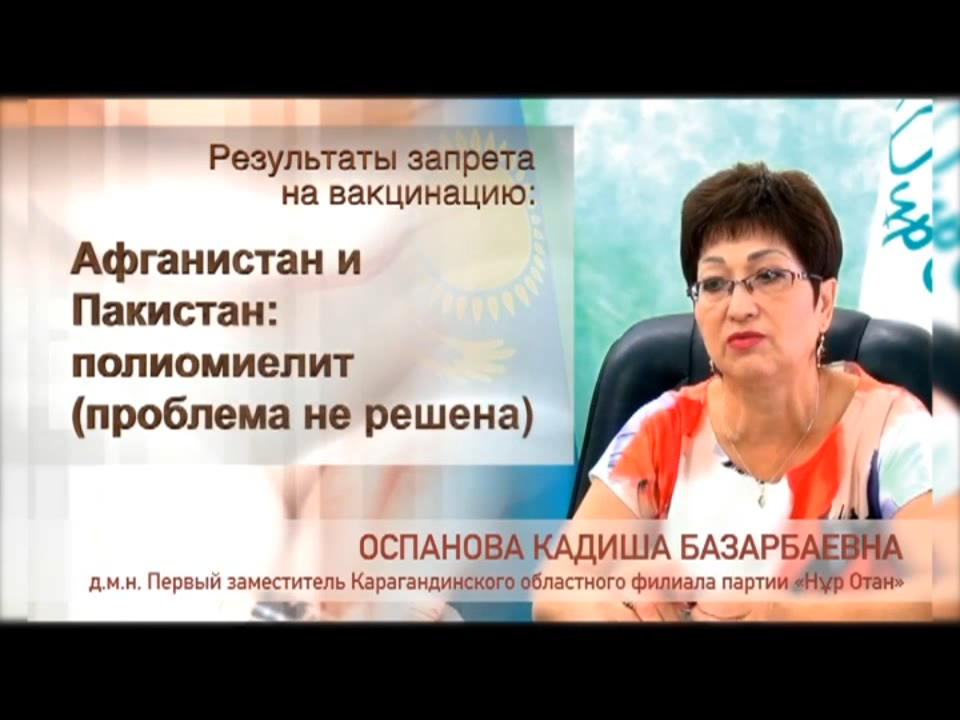 Результаты запрета
на вакцинацию:
Афганистан и
Пакистан:
полиомиелит
(проблема не решена)
ОСПАНОВА КАДИША БАЗАРБАЕВНА
д.м.н. Первый заместитель Карагандинского областного филиала партии «Нұр Отан»